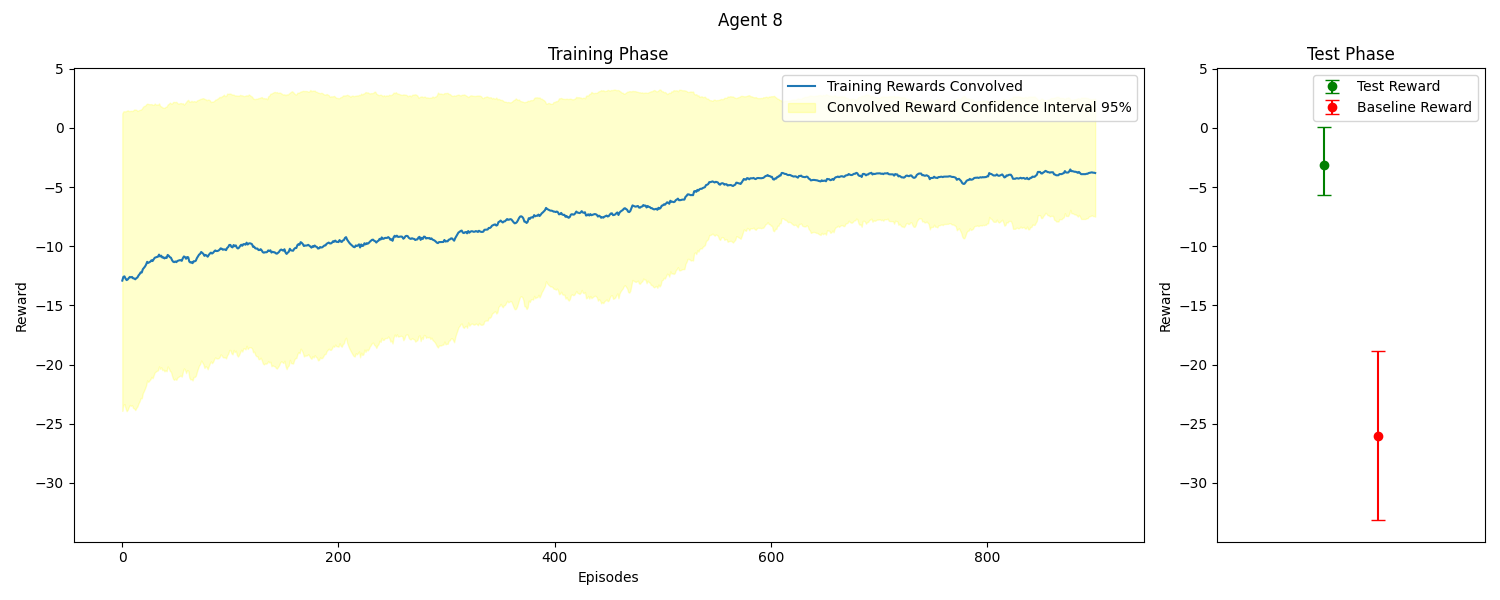 Agent 8
Training Phase
Training Rewards Convolved
Convolved Reward Confidence Interval 95%
5
0
−5
−10
−15
−20
−25
−30
Reward
0
200
400
600
800
Episodes
Test Phase
Test Reward
Baseline Reward
5
0
−5
−10
−15
−20
−25
−30
Reward